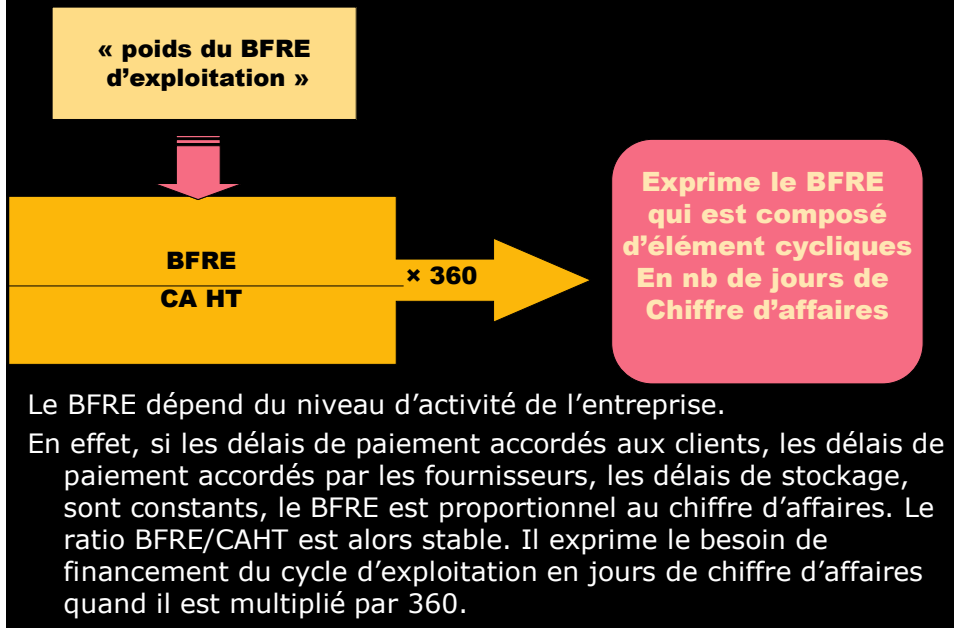 « poids du BFRE
d’exploitation »
BFRE
CA HT
× 360
Exprime le BFRE
qui est composé
d’élément cycliques
En nb de jours de
Chiffre d’affaires
Le BFRE dépend du niveau d’activité de l’entreprise.
En effet, si les délais de paiement accordés aux clients, les délais de
paiement accordés par les fournisseurs, les délais de stockage,
sont constants, le BFRE est proportionnel au chiffre d’affaires. Le
ratio BFRE/CAHT est alors stable. Il exprime le besoin de
financement du cycle d’exploitation en jours de chiffre d’affaires
quand il est multiplié par 360.